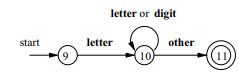 letter or digit
start letter other
9 10 11